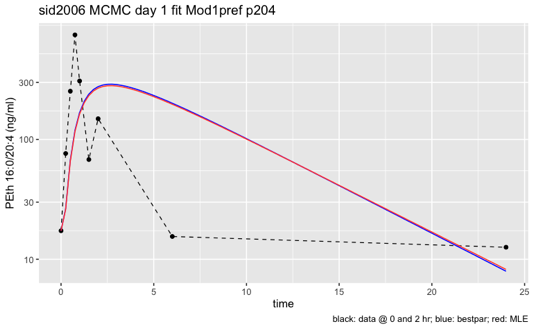 sid2006 MCMC day 1 fit Mod1pref p204
PEth 16:0/20:4 (ng/ml)
300
100
30
10
0
5
10
15
20
25
time
black: data @ 0 and 2 hr; blue: bestpar; red: MLE